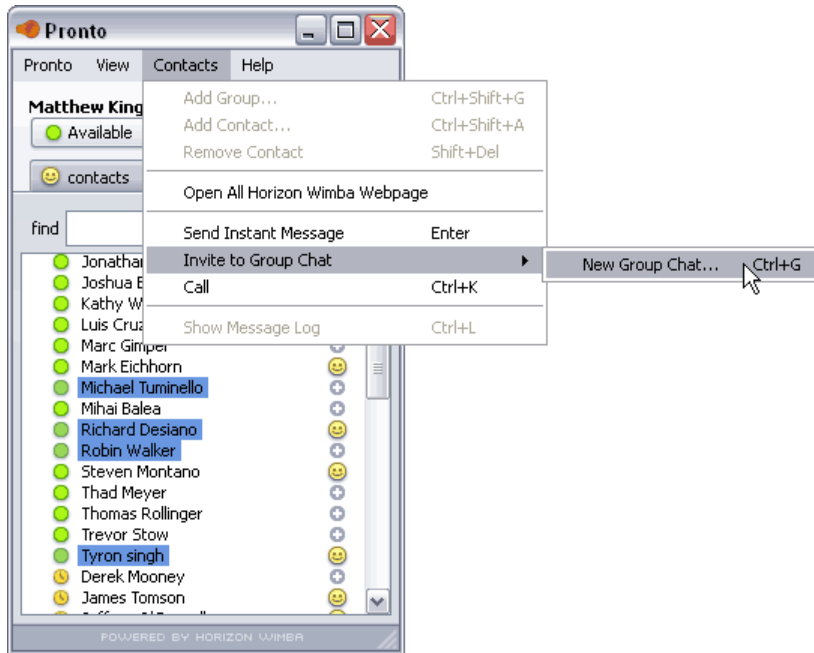 Pronto
Pronto View Contacts Help
Matthew King
Available
contacts
find
Add Group... Ctrl+Shift+G
Add Contact... Ctrl+Shift+A
Remove Contact Shift+Del
Open All Horizon Wimba Webpage
Send Instant Message Enter
Invite to Group Chat
New Group Chat... Ctrl+G
Call Ctrl+K
Show Message Log Ctrl+L
Jonathan
Joshua
Kathy W
Luis Cruz
Marc Gimpel
Mark Eichhorn
Michael Tuminello
Mihai Balea
Richard Desiano
Robin Walker
Steven Montano
Thad Meyer
Thomas Rollinger
Trevor Stow
Tyron singh
Derek Mooney
James Tomson
POWERED BY HORIZON WIMBA